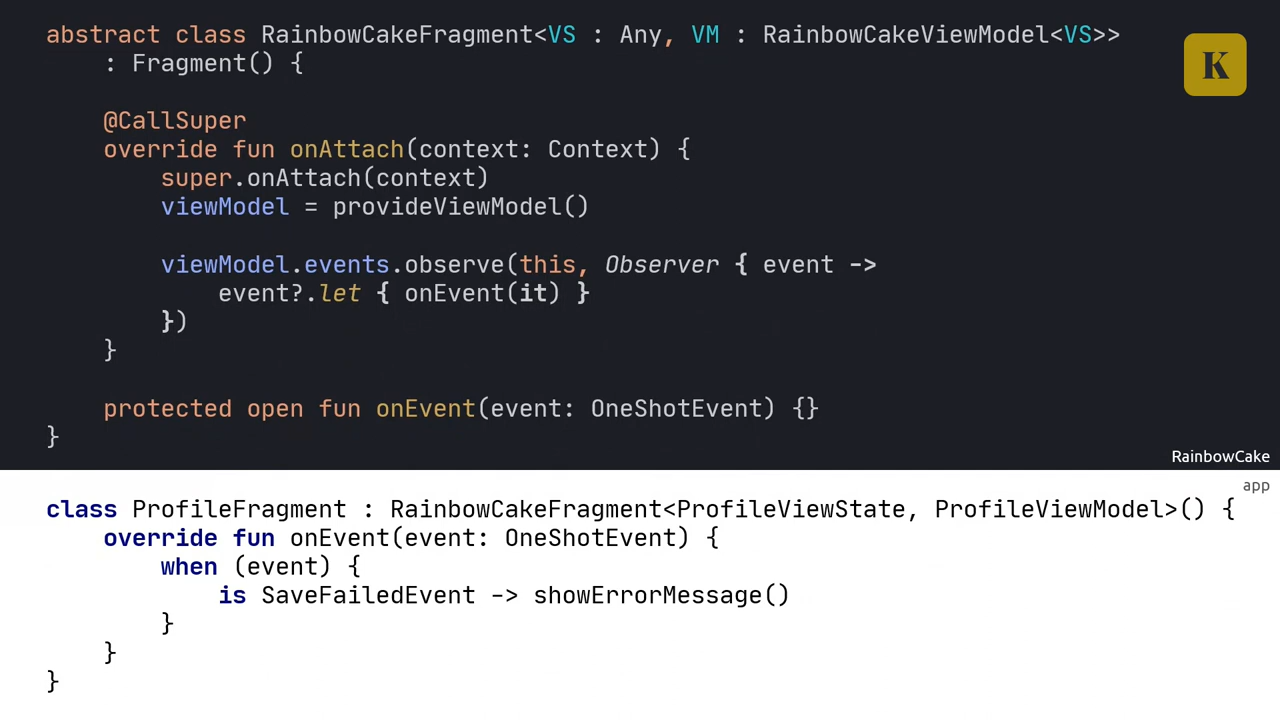 abstract class RainbowCakeFragment<VS : Any, VM : RainbowCakeViewModel<VS>>
    : Fragment() {
K

    @CallSuper
    override fun onAttach(context: Context) {
        super.onAttach(context)
        viewModel = provideViewModel()

        viewModel.events.observe(this, Observer { event ->
            event?.let { onEvent(it) }
        })
    }

    protected open fun onEvent(event: OneShotEvent) {}
}
RainbowCake
app
class ProfileFragment : RainbowCakeFragment<ProfileViewState, ProfileViewModel>() {
    override fun onEvent(event: OneShotEvent) {
        when (event) {
            is SaveFailedEvent -> showErrorMessage()
        }
    }
}